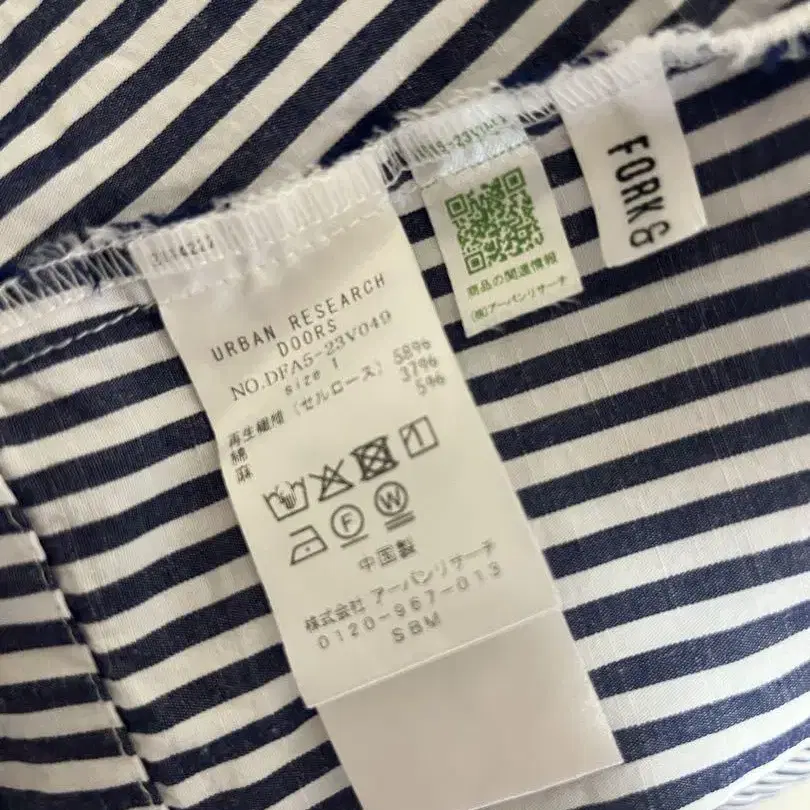 URBAN RESEARCH
DOORS
NO.DFA5-23V049
size 1
再生繊維 (セルロース) 58%
綿 37%
麻 5%
F
W
中国製
株式会社 アーバンリサーチ
0120-967-013
SBM
商品の関連情報
(株)アーバンリサーチ
FORK &